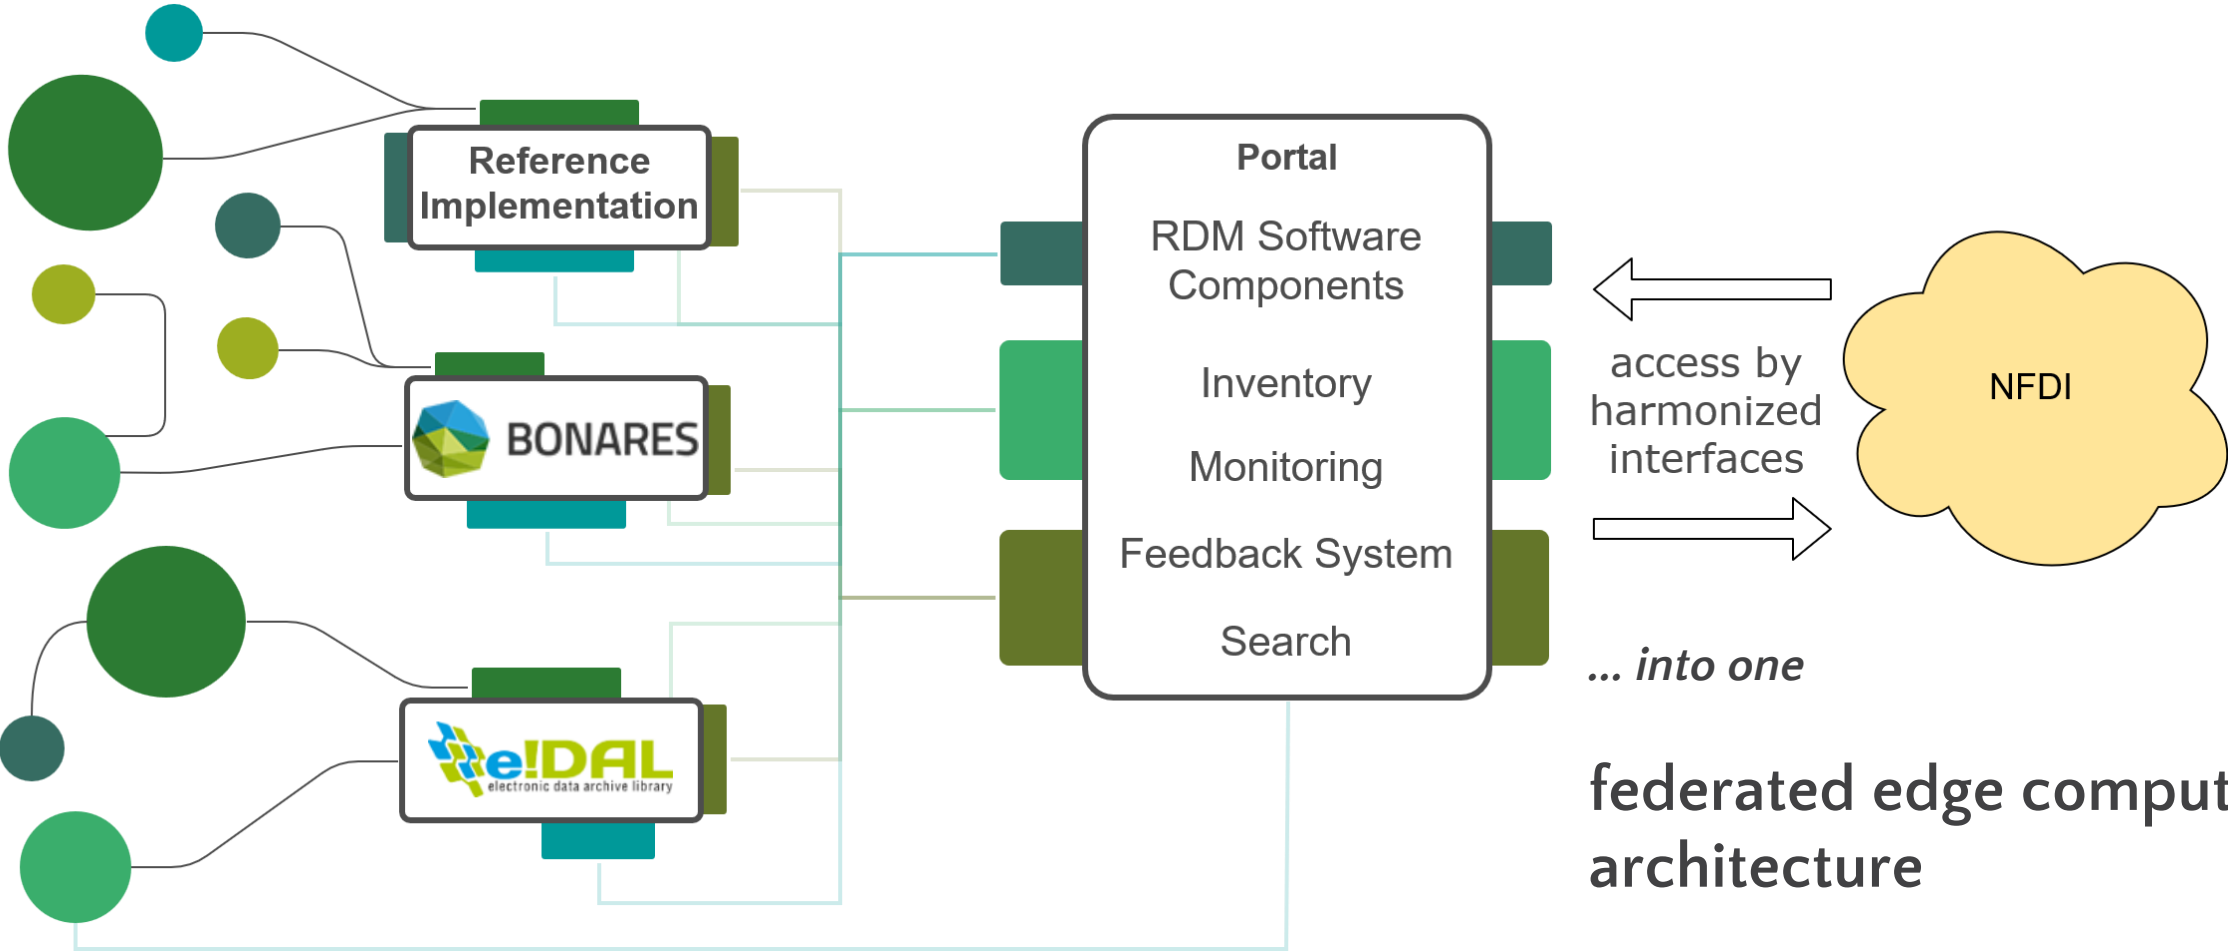 Reference
Implementation
BONARES
e!DAL
electronic data archive library
Portal
RDM Software
Components
Inventory
Monitoring
Feedback System
Search
access by
harmonized
interfaces
NFDI
... into one
federated edge comput
architecture